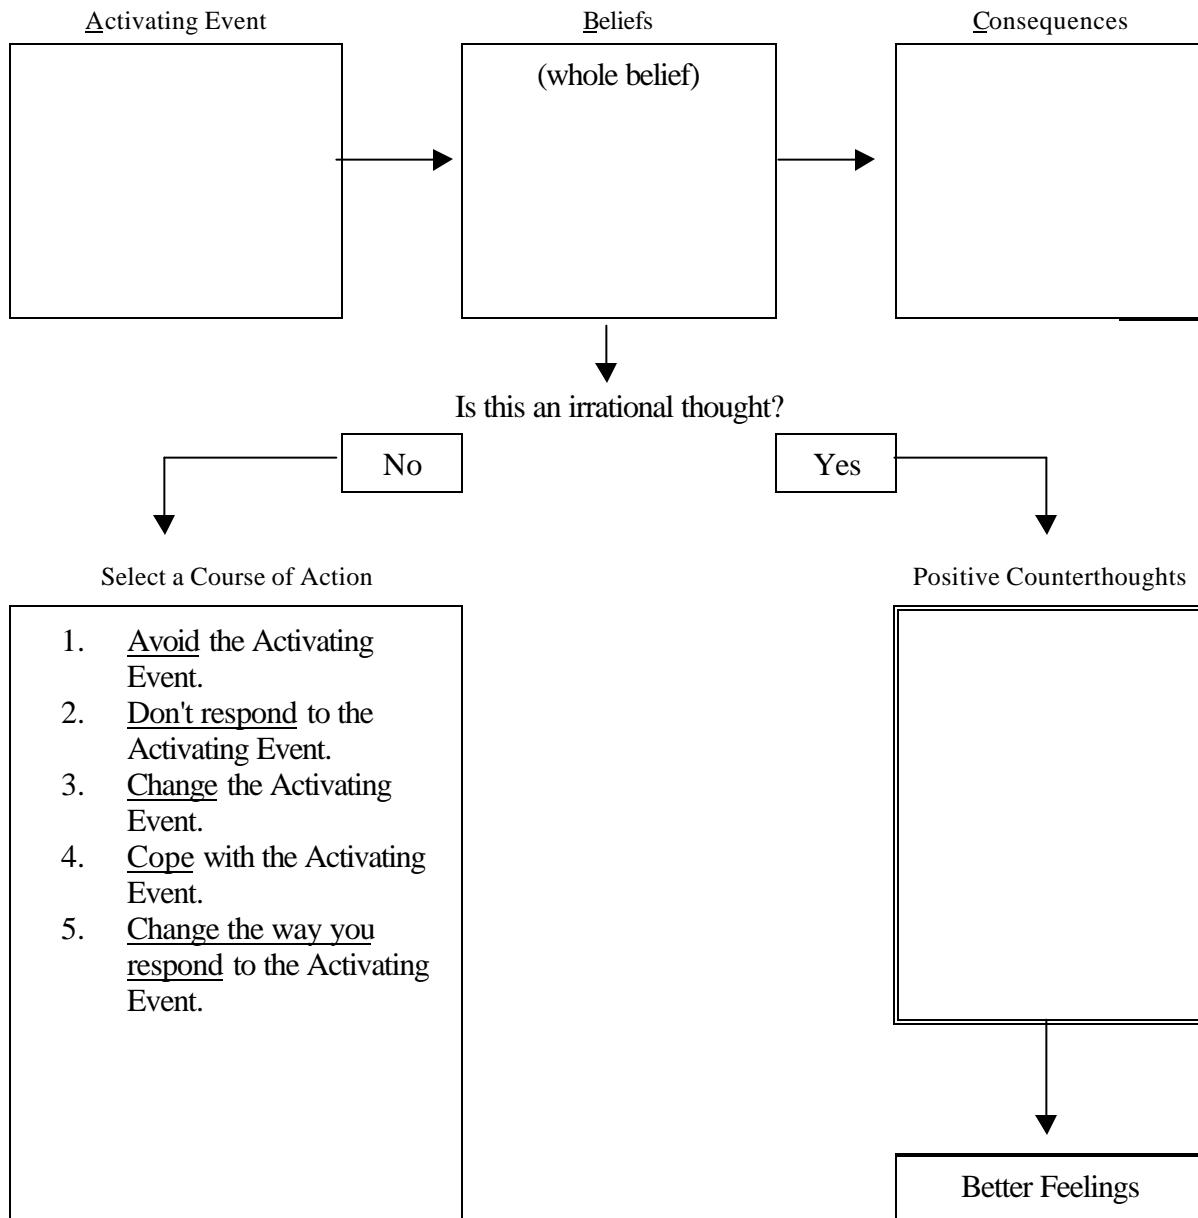 Activating Event
Beliefs
Consequences
(whole belief)
Is this an irrational thought?
No
Yes
Select a Course of Action
Positive Counterthoughts
1. Avoid the Activating
Event.
2. Don't respond to the
Activating Event.
3. Change the Activating
Event.
4. Cope with the Activating
Event.
5. Change the way you
respond to the Activating
Event.
Better Feelings